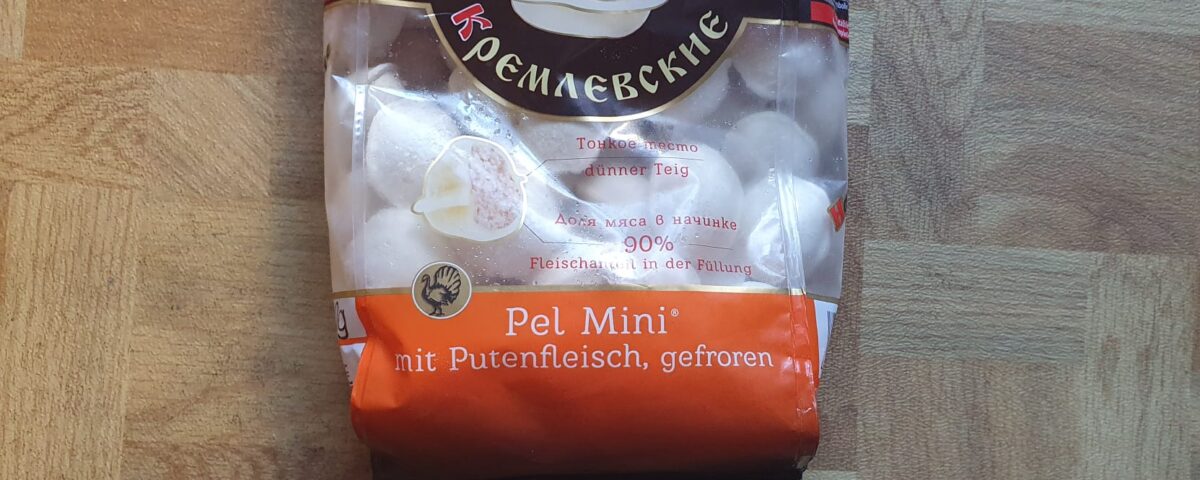 Кремлевские
Тонкое тесто
dünner Teig
Доля мяса в начинке
90%
Fleischanteil in der Füllung
Pel Mini®
mit Putenfleisch, gefroren